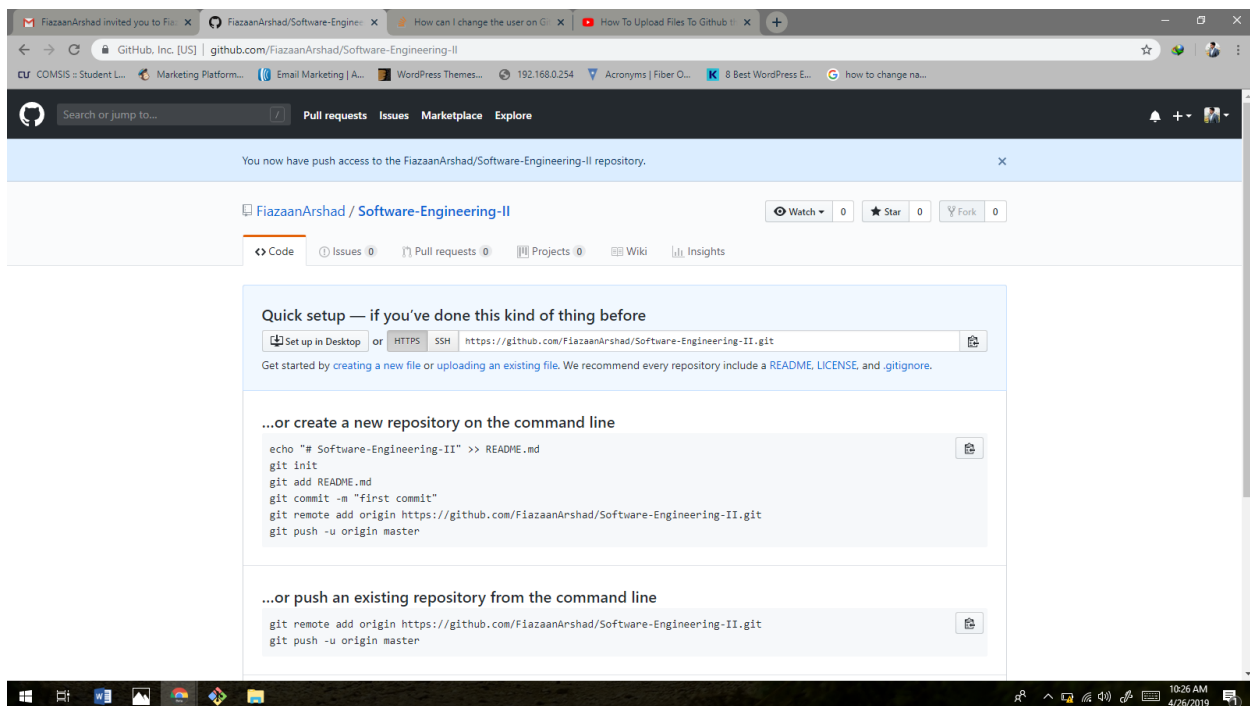 FiazaanArshad invited you to Fia
FiazaanArshad/Software-Enginee
How can I change the user on Gi
How To Upload Files To Github th
GitHub, Inc. [US] | github.com/FiazaanArshad/Software-Engineering-II
CU COMSIS :: Student L... Marketing Platform... Email Marketing | A... WordPress Themes... 192.168.0.254 Acronyms | Fiber O... K 8 Best WordPress E... G how to change na...
Search or jump to... / Pull requests Issues Marketplace Explore
You now have push access to the FiazaanArshad/Software-Engineering-II repository.
FiazaanArshad / Software-Engineering-II Watch 0 Star 0 Fork 0
Code Issues 0 Pull requests 0 Projects 0 Wiki Insights
Quick setup — if you’ve done this kind of thing before
Set up in Desktop or HTTPS SSH https://github.com/FiazaanArshad/Software-Engineering-II.git
Get started by creating a new file or uploading an existing file. We recommend every repository include a README, LICENSE, and .gitignore.
…or create a new repository on the command line
echo "# Software-Engineering-II" >> README.md
git init
git add README.md
git commit -m "first commit"
git remote add origin https://github.com/FiazaanArshad/Software-Engineering-II.git
git push -u origin master
…or push an existing repository from the command line
git remote add origin https://github.com/FiazaanArshad/Software-Engineering-II.git
git push -u origin master
10:26 AM
4/26/2019